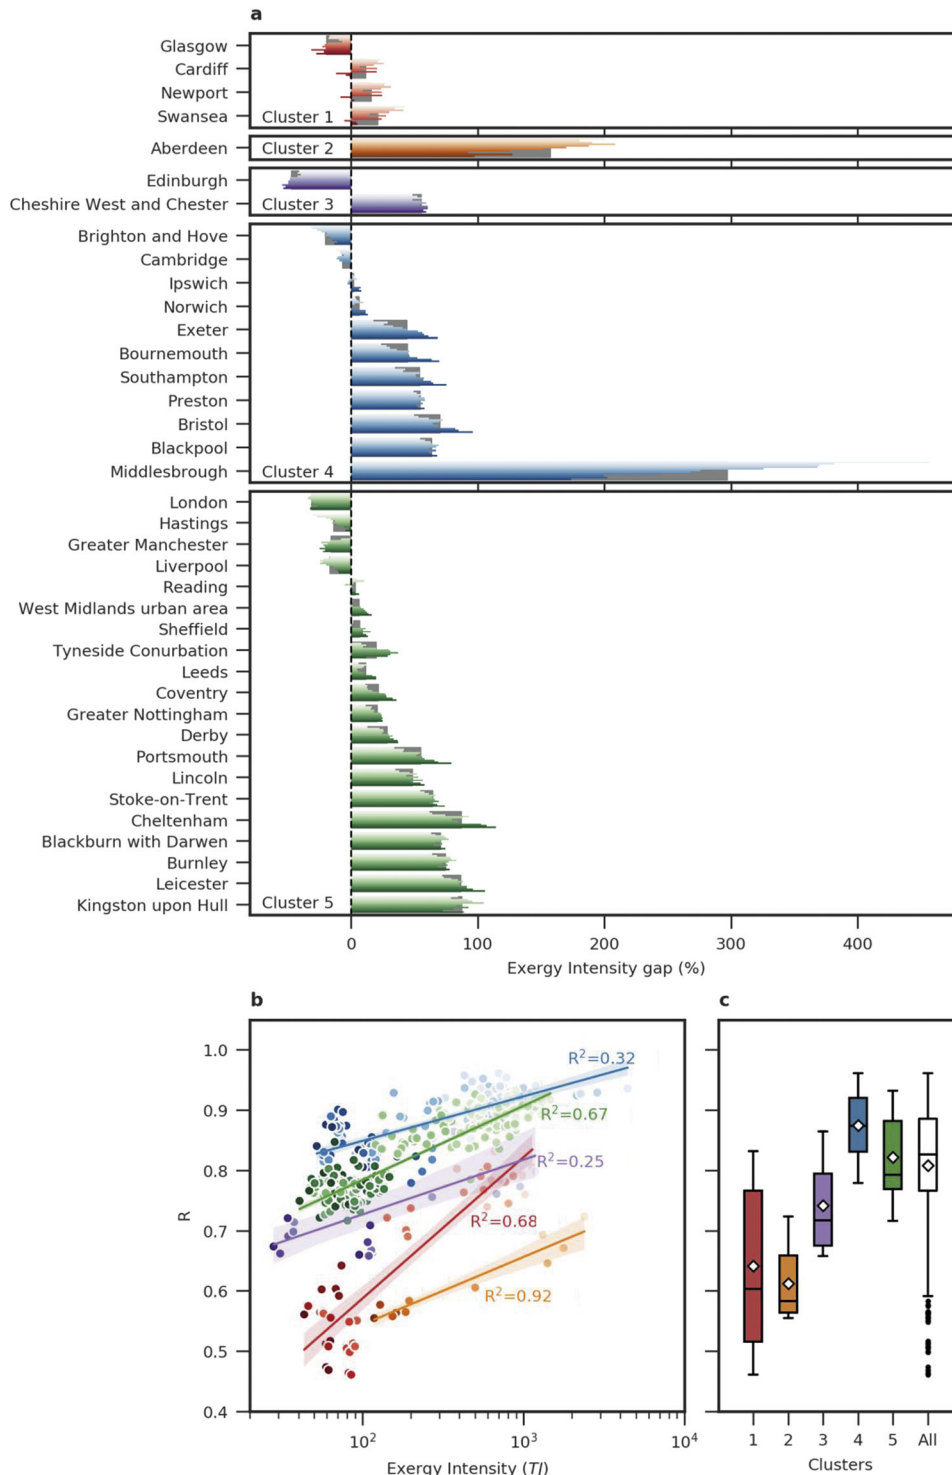 a
Glasgow
Cardiff
Newport
Swansea
Cluster 1
Aberdeen
Cluster 2
Edinburgh
Cheshire West and Chester
Cluster 3
Brighton and Hove
Cambridge
Ipswich
Norwich
Exeter
Bournemouth
Southampton
Preston
Bristol
Blackpool
Middlesbrough
Cluster 4
London
Hastings
Greater Manchester
Liverpool
Reading
West Midlands urban area
Sheffield
Tyneside Conurbation
Leeds
Coventry
Greater Nottingham
Derby
Portsmouth
Lincoln
Stoke-on-Trent
Cheltenham
Blackburn with Darwen
Burnley
Leicester
Kingston upon Hull
Cluster 5
0 100 200 300 400
Exergy Intensity gap (%)
b
R
1.0
0.9
0.8
0.7
0.6
0.5
0.4
R²=0.32
R²=0.67
R²=0.25
R²=0.68
R²=0.92
10² 10³ 10⁴
Exergy Intensity (TJ)
c
1 2 3 4 5 All
Clusters